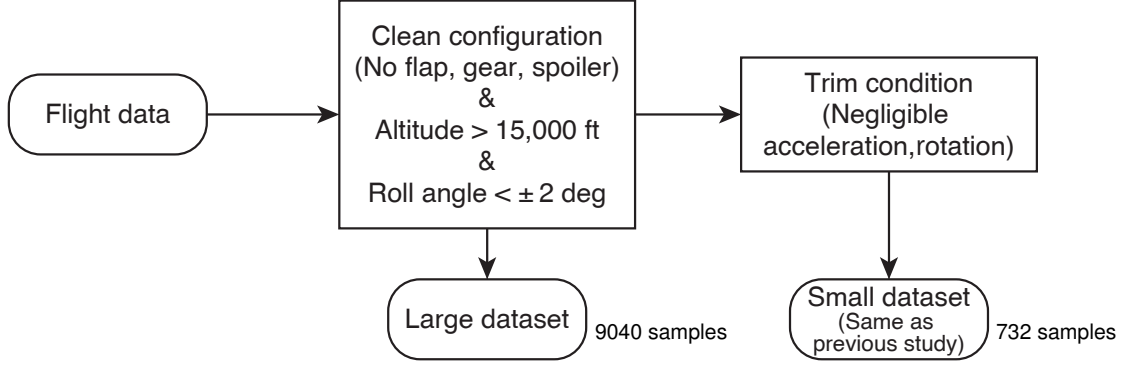 Flight data
Clean configuration
(No flap, gear, spoiler)
&
Altitude > 15,000 ft
&
Roll angle < ± 2 deg
Trim condition
(Negligible
acceleration,rotation)
Large dataset
9040 samples
Small dataset
(Same as
previous study)
732 samples